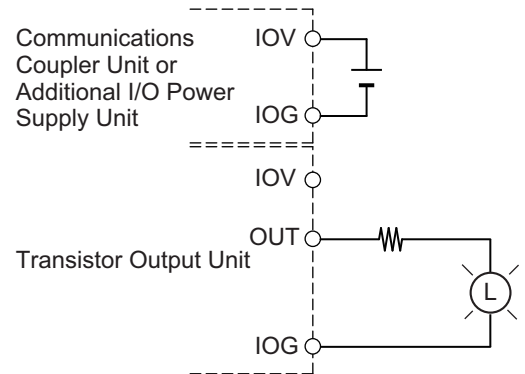 Communications
Coupler Unit or
Additional I/O Power
Supply Unit
IOV
IOG
IOV
OUT
Transistor Output Unit
L
IOG